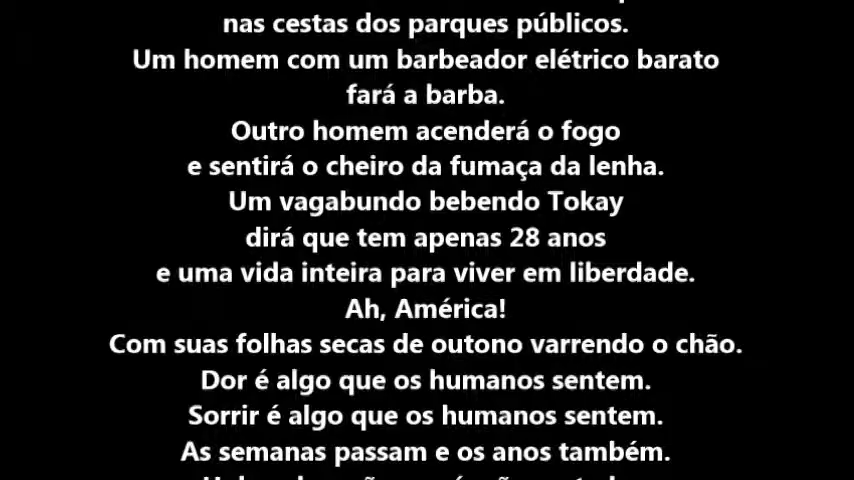 nas cestas dos parques públicos.
Um homem com um barbeador elétrico barato
fará a barba.
Outro homem acenderá o fogo
e sentirá o cheiro da fumaça da lenha.
Um vagabundo bebendo Tokay
dirá que tem apenas 28 anos
e uma vida inteira para viver em liberdade.
Ah, América!
Com suas folhas secas de outono varrendo o chão.
Dor é algo que os humanos sentem.
Sorrir é algo que os humanos sentem.
As semanas passam e os anos também.